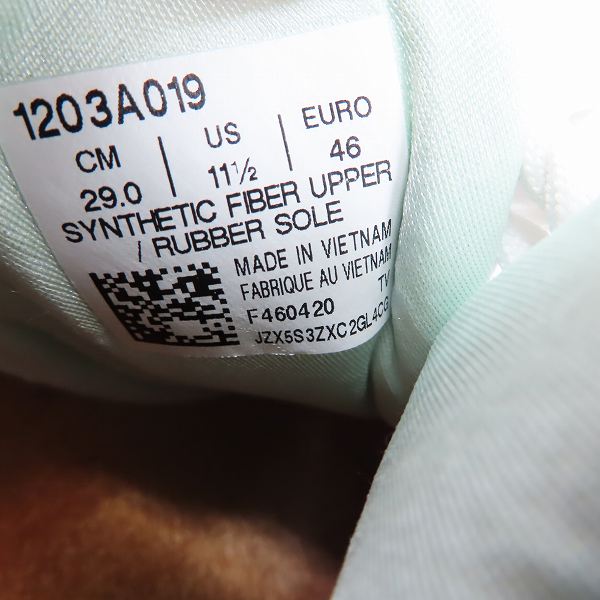 1203A019
CM | US | EURO
29.0 | 11½ | 46
SYNTHETIC FIBER UPPER
/ RUBBER SOLE
MADE IN VIETNAM
FABRIQUE AU VIETNAM
F460420 TV
JZX5S3ZXC2GL4CG